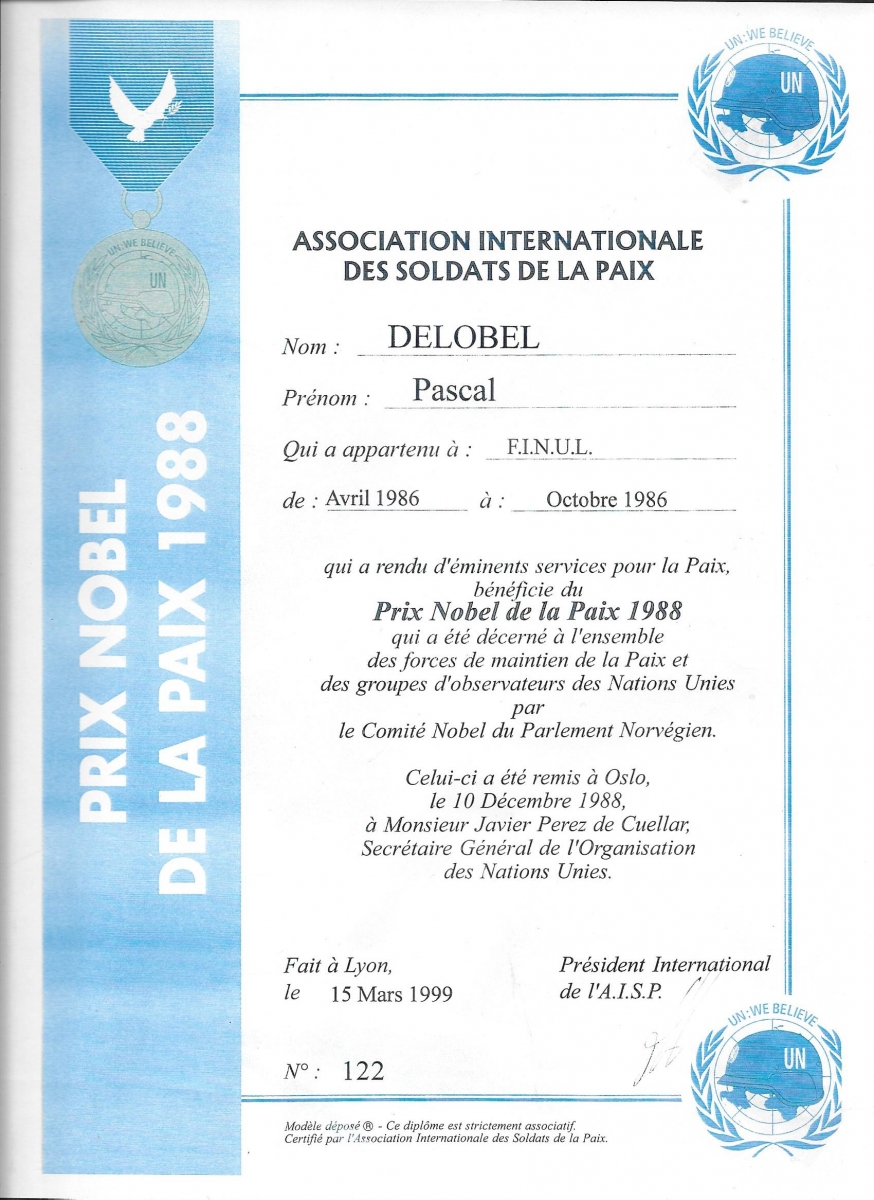 UN: WE BELIEVE
UN
UN: WE BELIEVE
UN
PRIX NOBEL
DE LA PAIX 1988
ASSOCIATION INTERNATIONALE
DES SOLDATS DE LA PAIX
Nom : DELOBEL
Prénom : Pascal
Qui a appartenu à : F.I.N.U.L.
de : Avril 1986 à : Octobre 1986
qui a rendu d'éminents services pour la Paix,
bénéficie du
Prix Nobel de la Paix 1988
qui a été décerné à l'ensemble
des forces de maintien de la Paix et
des groupes d'observateurs des Nations Unies
par
le Comité Nobel du Parlement Norvégien.
Celui-ci a été remis à Oslo,
le 10 Décembre 1988,
à Monsieur Javier Perez de Cuellar,
Secrétaire Général de l'Organisation
des Nations Unies.
Fait à Lyon,
le 15 Mars 1999
Président International
de l'A.I.S.P.
N° : 122
UN: WE BELIEVE
UN
Modèle déposé ® - Ce diplôme est strictement associatif.
Certifié par l'Association Internationale des Soldats de la Paix.